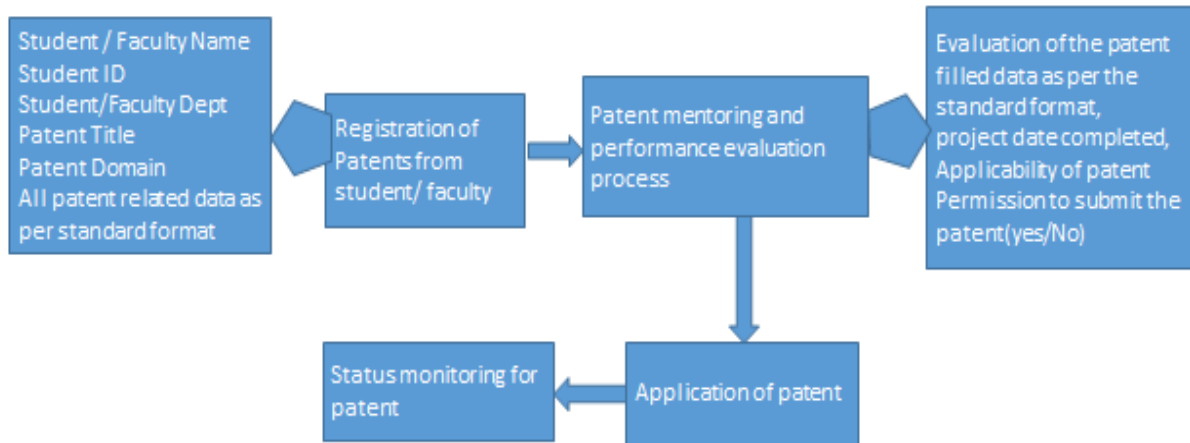 Student / Faculty Name
Student ID
Student/Faculty Dept
Patent Title
Patent Domain
All patent related data as
per standard format
Registration of
Patents from
student/ faculty
Patent mentoring and
performance evaluation
process
Evaluation of the patent
filled data as per the
standard format,
project date completed,
Applicability of patent
Permission to submit the
patent(yes/No)
Status monitoring for
patent
Application of patent